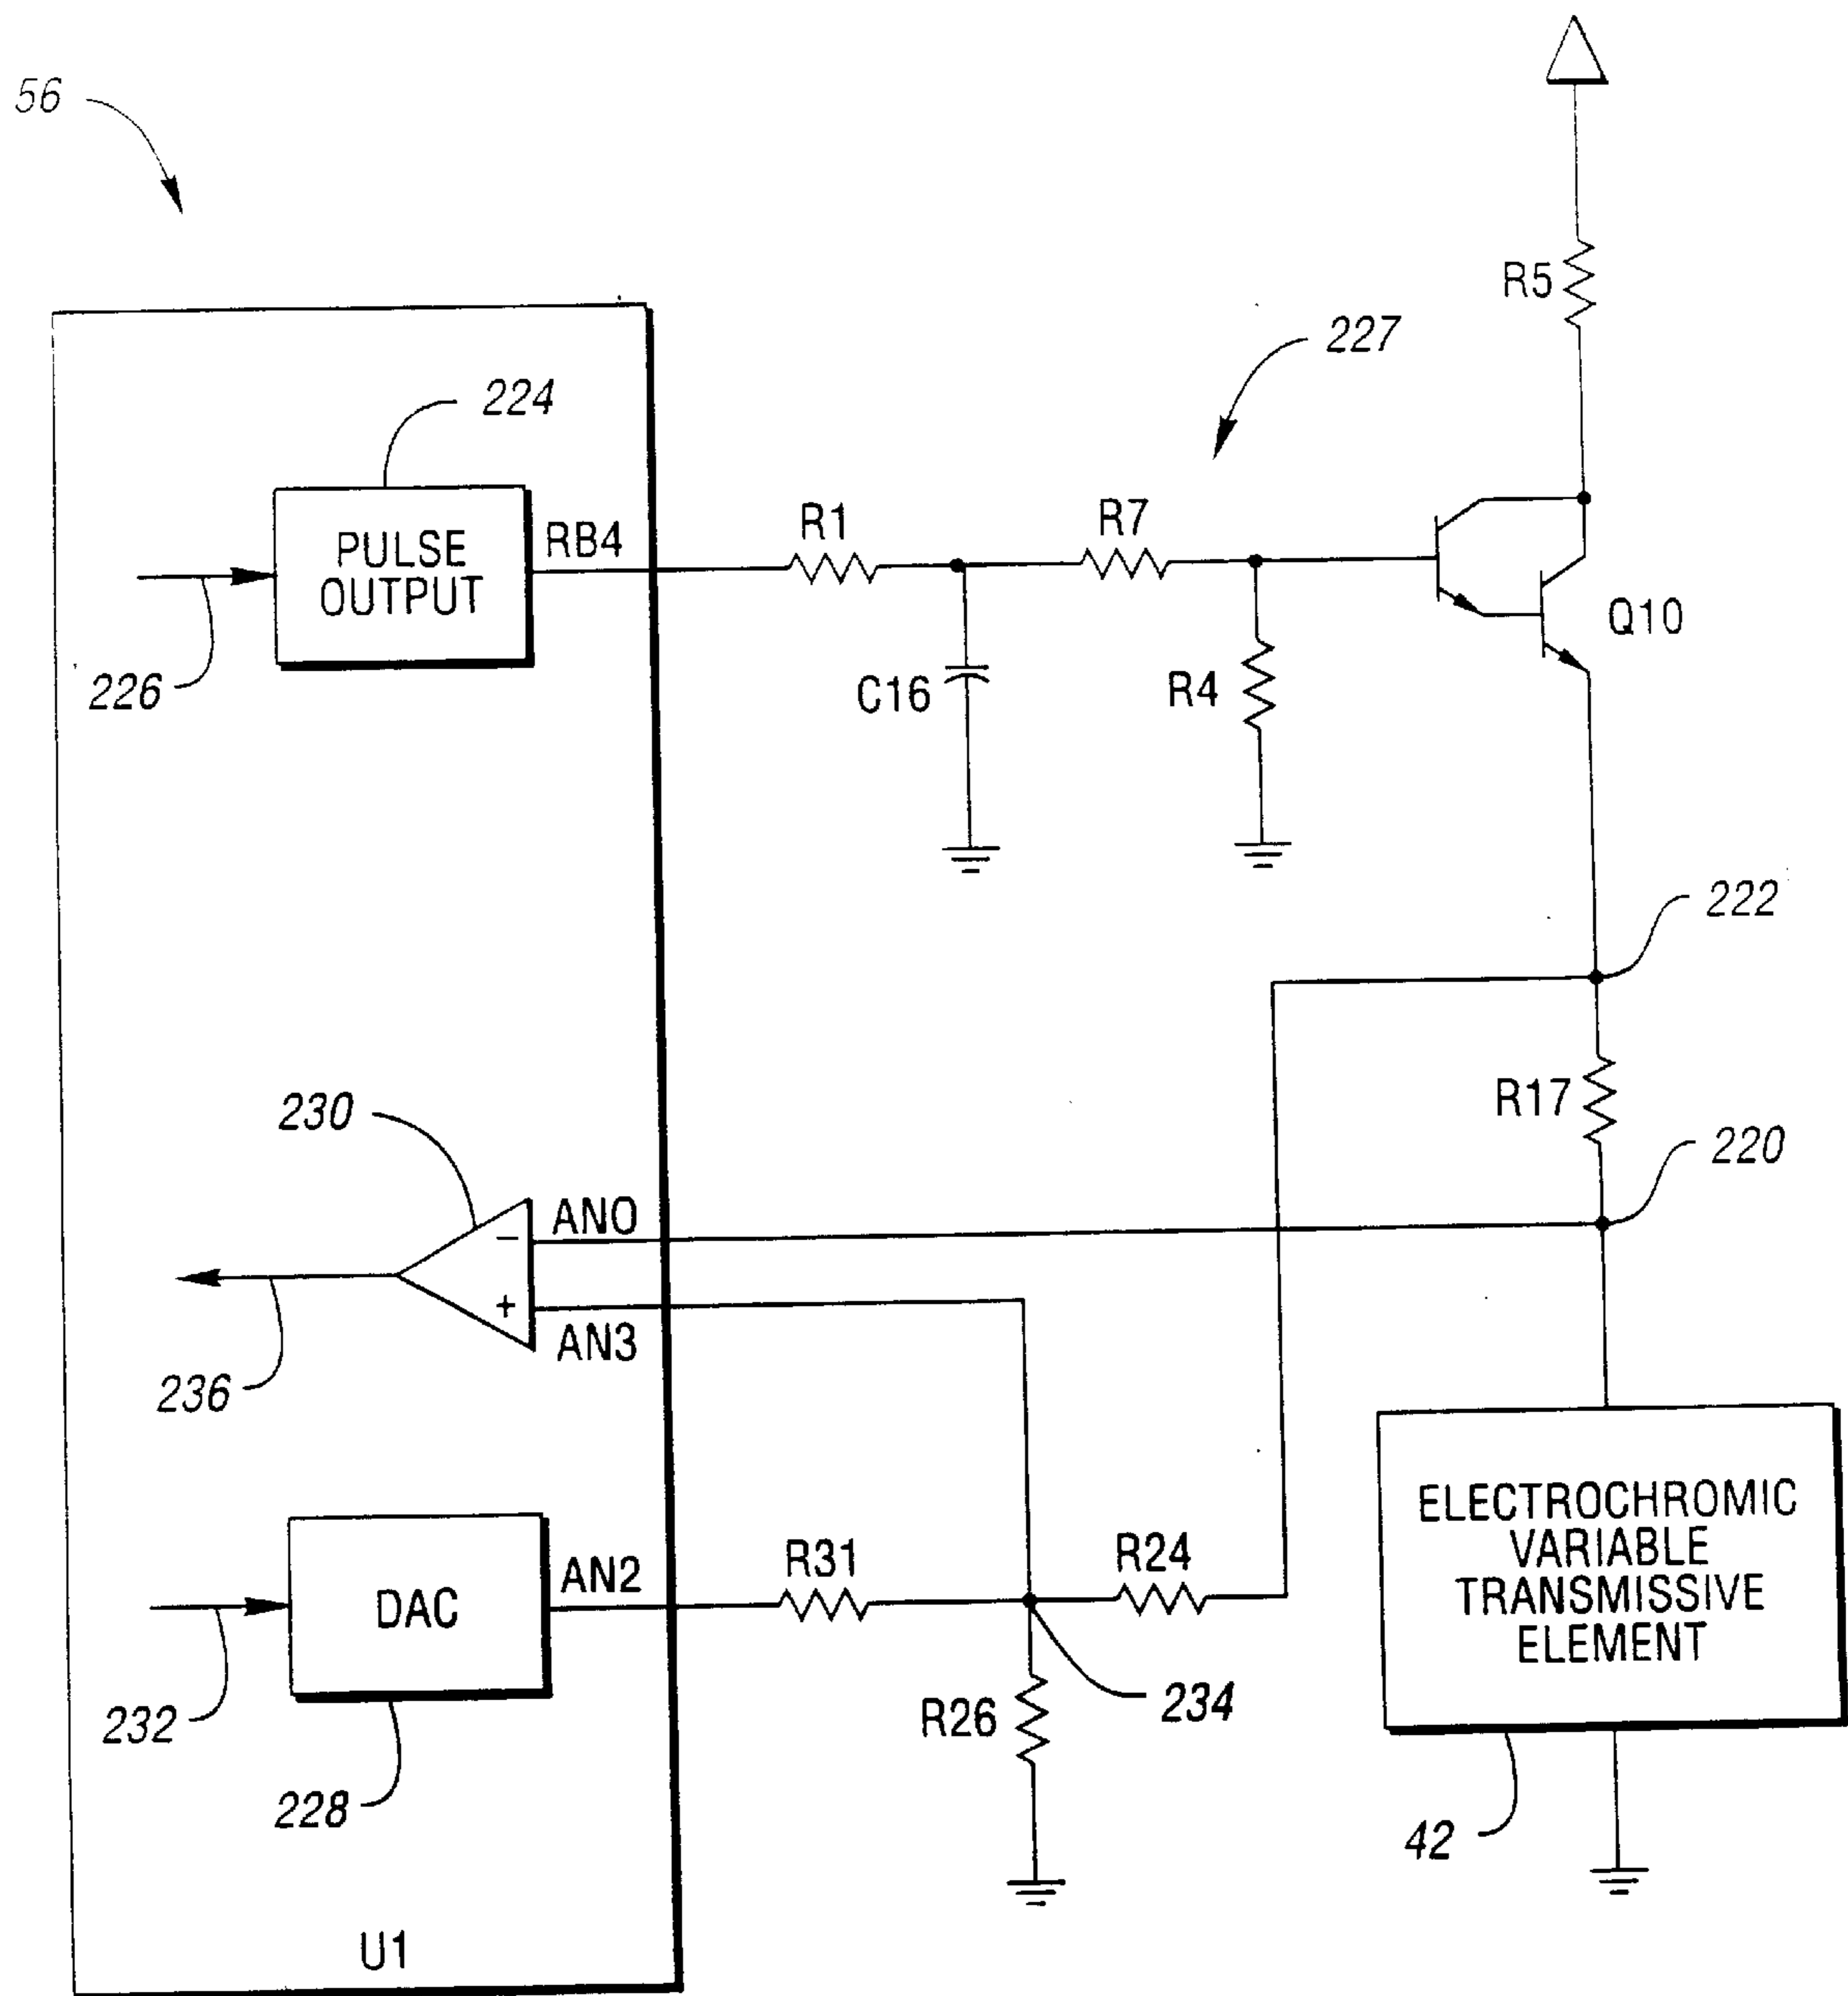 56
R5
227
224
PULSE
OUTPUT
RB4
R1
R7
Q10
226
C16
R4
222
R17
230
220
AN0
−
+
AN3
236
ELECTROCHROMIC
VARIABLE
TRANSMISSIVE
ELEMENT
DAC
AN2
R31
R24
232
R26
234
228
42
U1